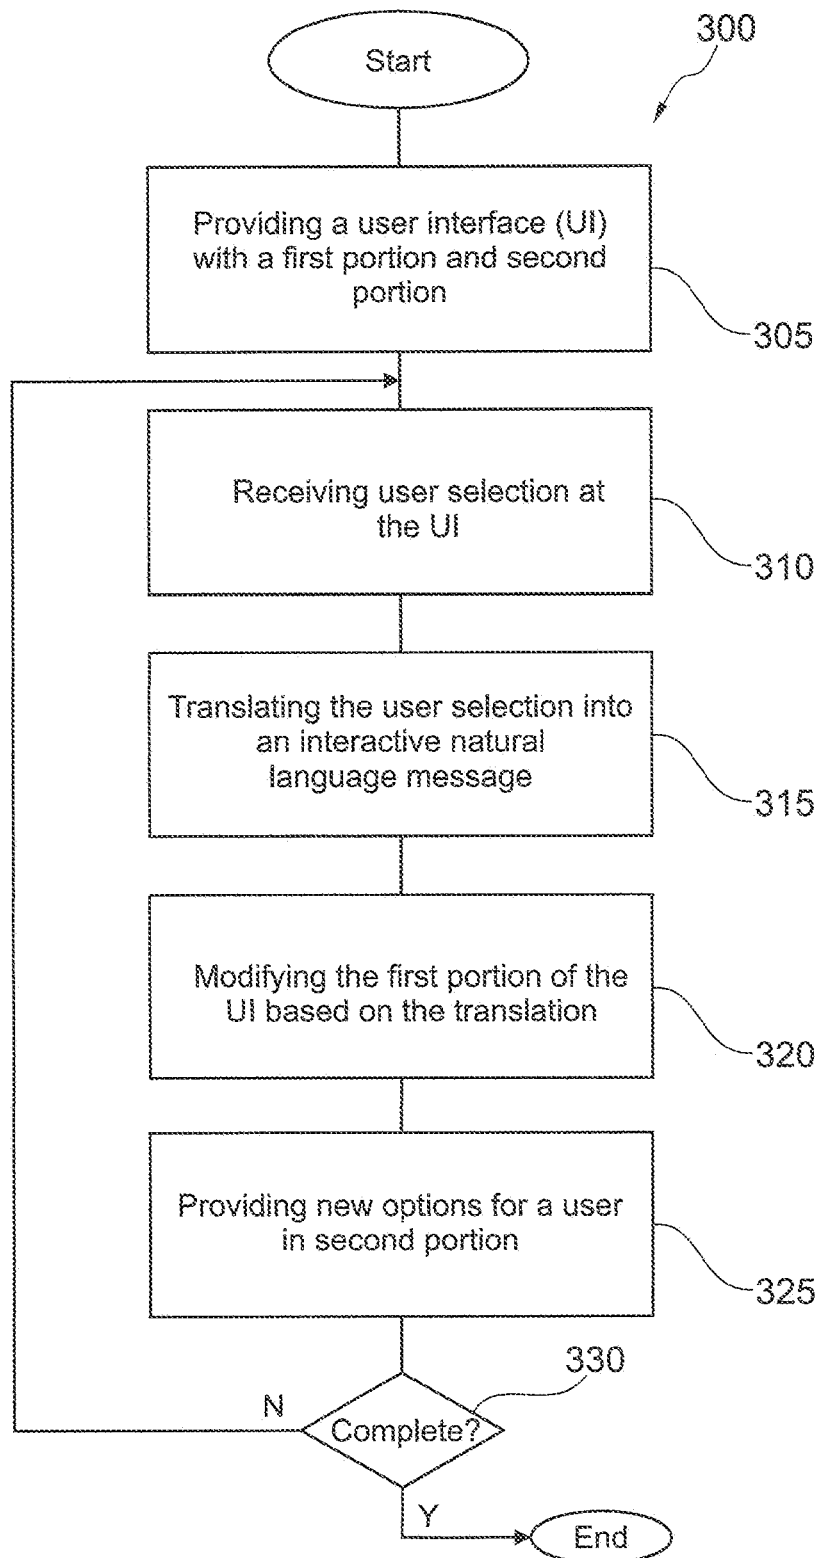 Start
300
Providing a user interface (UI)
with a first portion and second
portion
305
Receiving user selection at
the UI
310
Translating the user selection into
an interactive natural
language message
315
Modifying the first portion of the
UI based on the translation
320
Providing new options for a user
in second portion
325
330
N
Complete?
Y
End